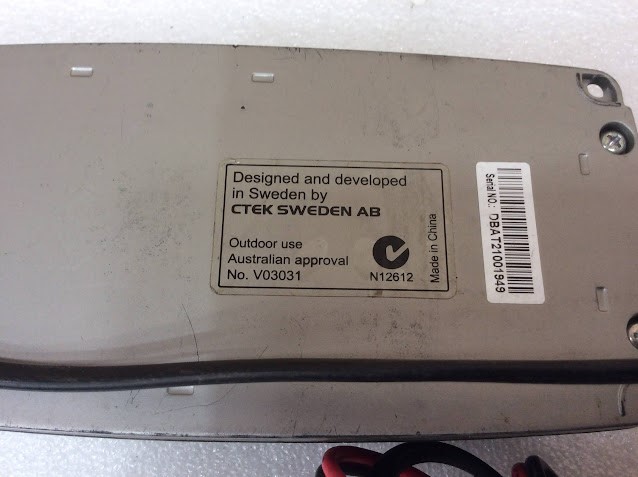 Designed and developed
in Sweden by
CTEK SWEDEN AB
Outdoor use
Australian approval
No. V03031
N12612
Made in China
Serial NO.: DBAT21001949